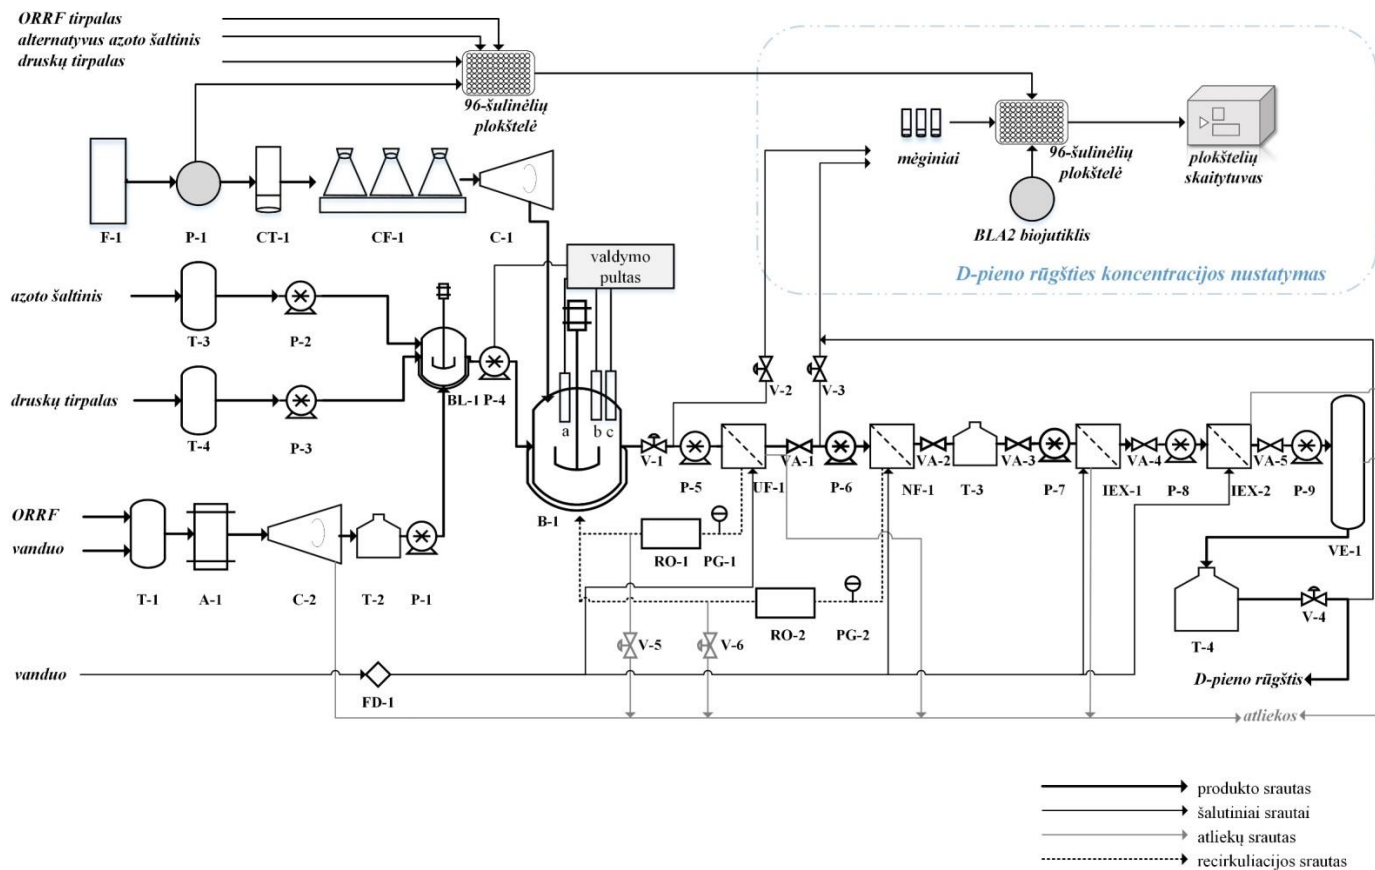 ORRF tirpalas
alternatyvus azoto šaltinis
druskų tirpalas
96-šulinėlių
plokštelė
mėginiai
96-šulinėlių
plokštelė
plokštelių
skaitytuvas
BLA2 biojutiklis
D-pieno rūgšties koncentracijos nustatymas
F-1
P-1
CT-1
CF-1
C-1
valdymo
pultas
azoto šaltinis
T-3
P-2
druskų tirpalas
T-4
P-3
BL-1
P-4
a
b
c
B-1
V-1
V-2
V-3
P-5
UF-1
VA-1
P-6
NF-1
VA-2
T-3
VA-3
P-7
IEX-1
VA-4
P-8
IEX-2
VA-5
P-9
VE-1
ORRF
vanduo
T-1
A-1
C-2
T-2
P-1
RO-1
PG-1
RO-2
PG-2
V-5
V-6
T-4
V-4
vanduo
FD-1
D-pieno rūgštis
atliekos
produkto srautas
šalutiniai srautai
atliekų srautas
recirkuliacijos srautas